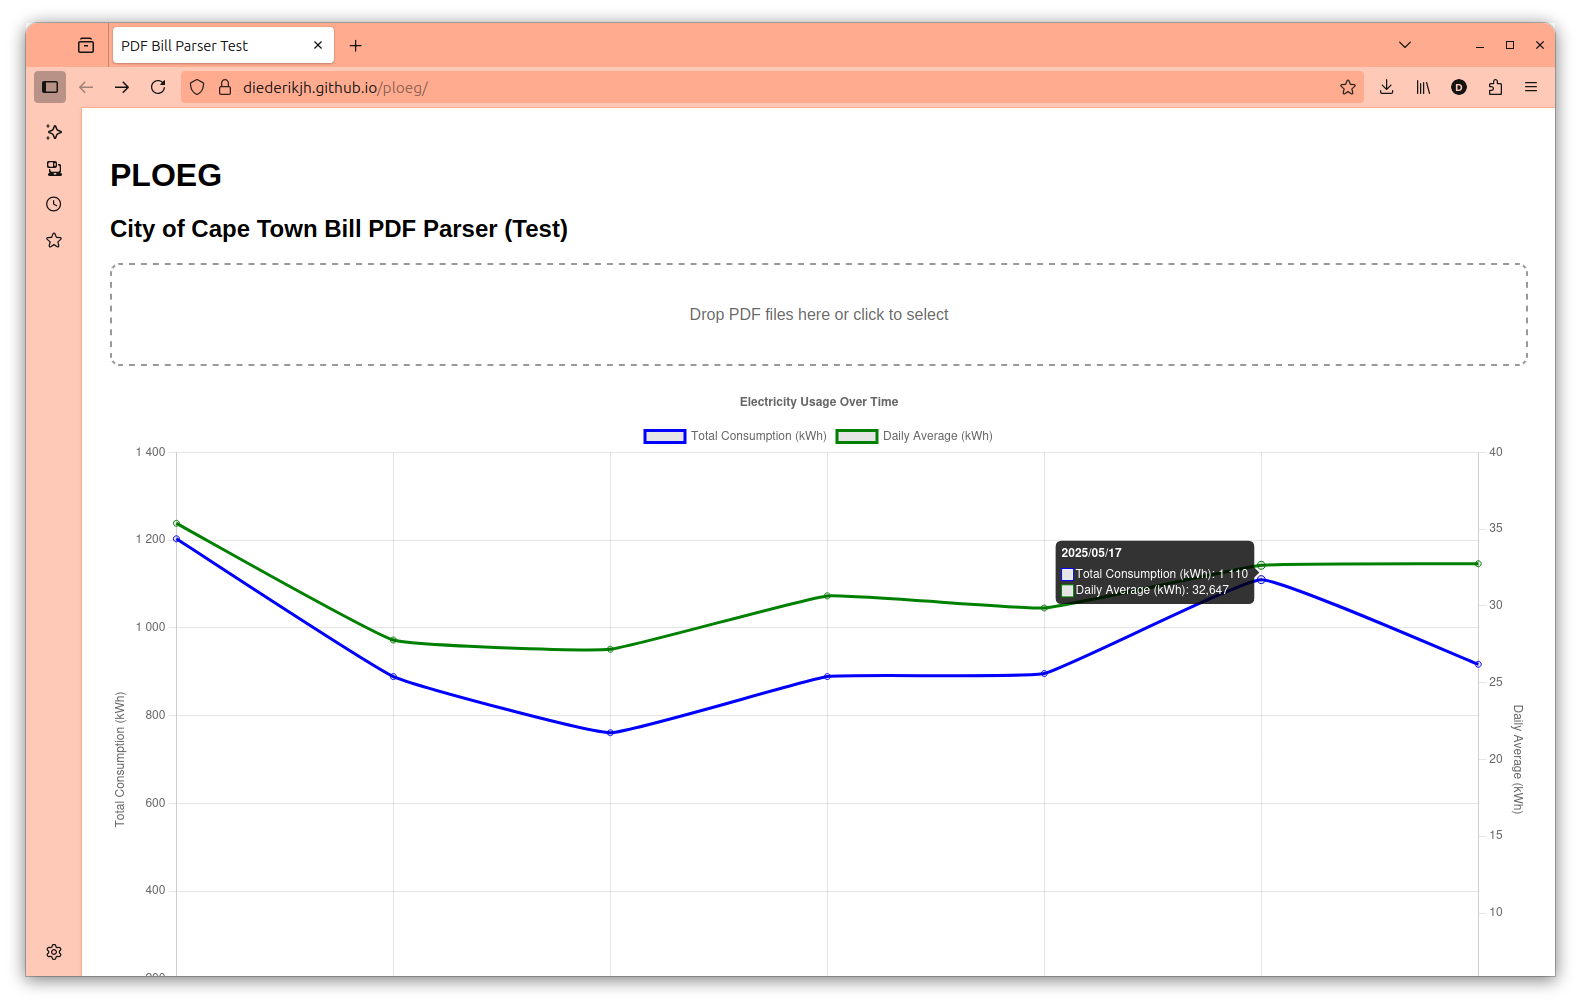 PDF Bill Parser Test
diederikjh.github.io/ploeg/
D
PLOEG
City of Cape Town Bill PDF Parser (Test)
Drop PDF files here or click to select
Electricity Usage Over Time
Total Consumption (kWh) Daily Average (kWh)
1 400
1 200
1 000
800
600
400
Total Consumption (kWh)
2025/05/17
Total Consumption (kWh): 1 110
Daily Average (kWh): 32,647
40
35
30
25
20
15
10
Daily Average (kWh)